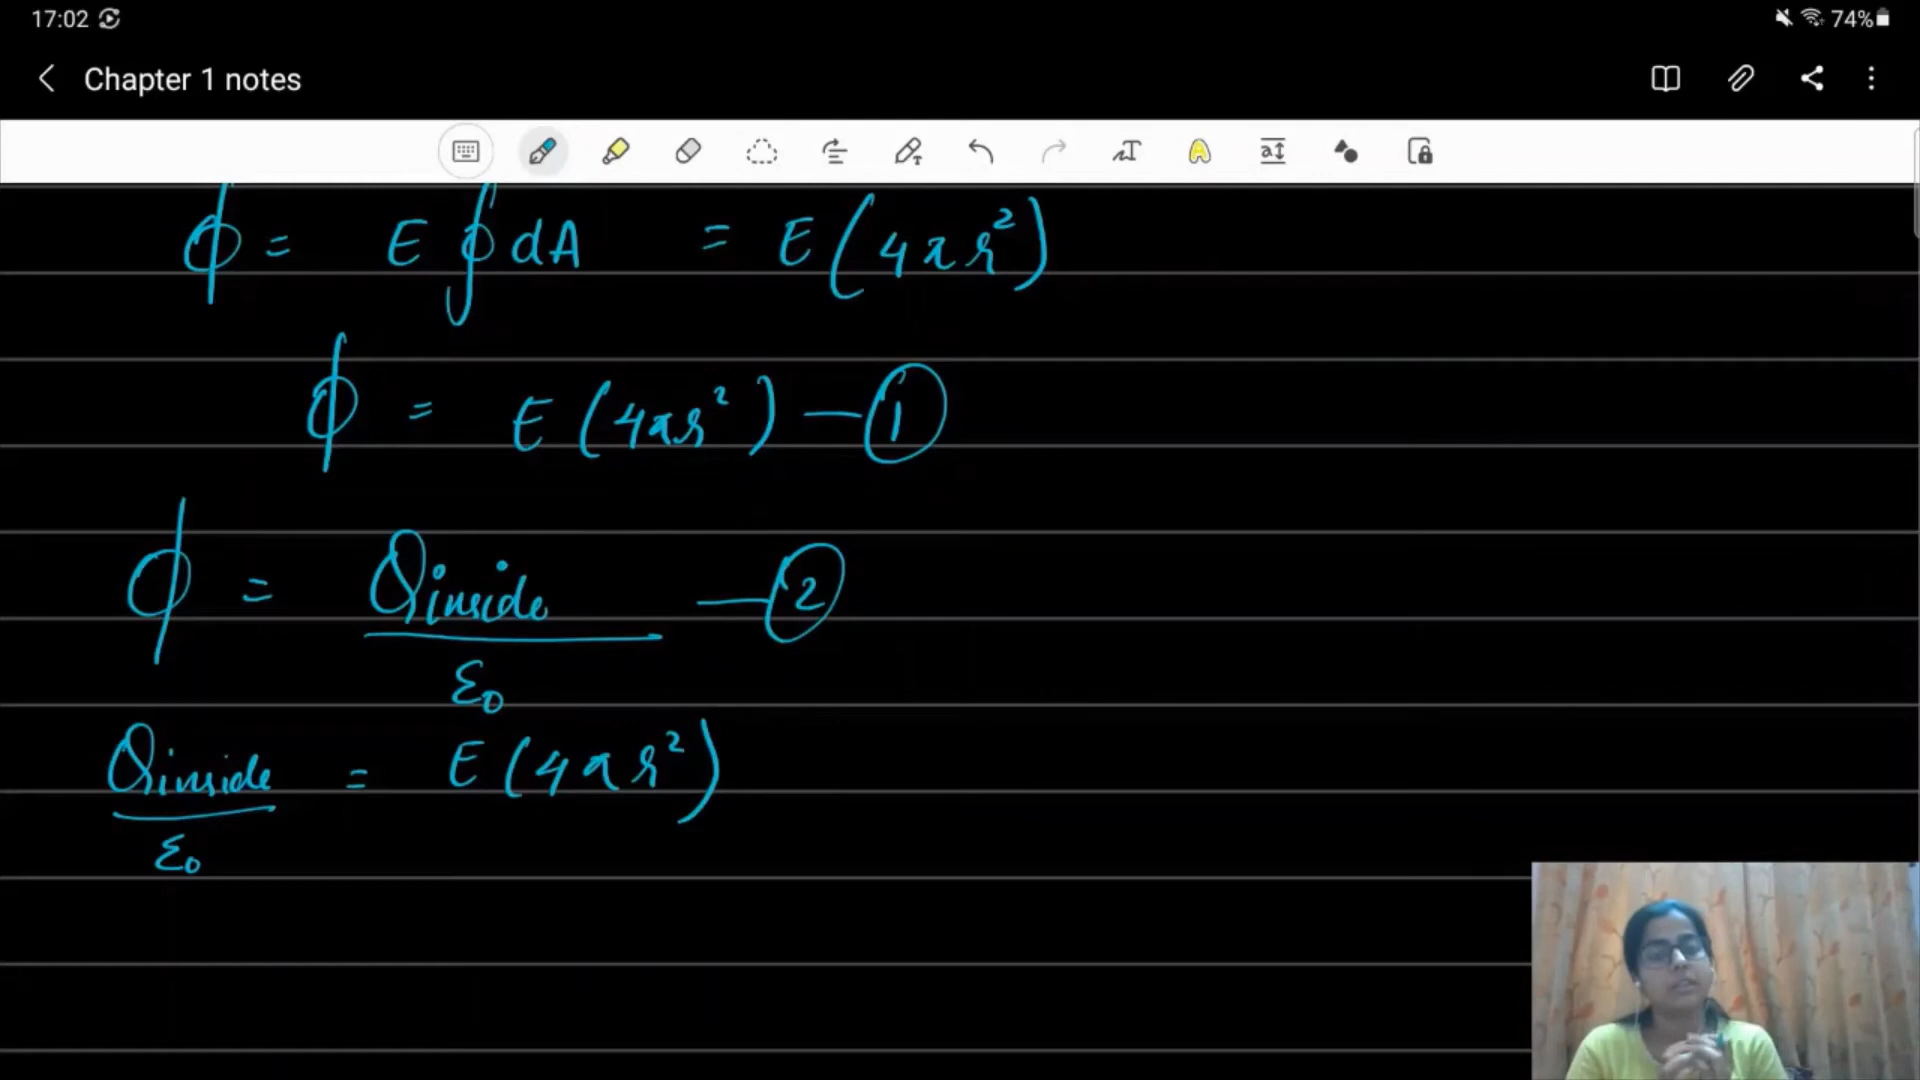 17:02 74%
Chapter 1 notes
ϕ = E ∮ dA = E(4πr²)
ϕ = E(4πr²) — ①
ϕ = Qinside / ε₀ — ②
Qinside / ε₀ = E(4πr²)